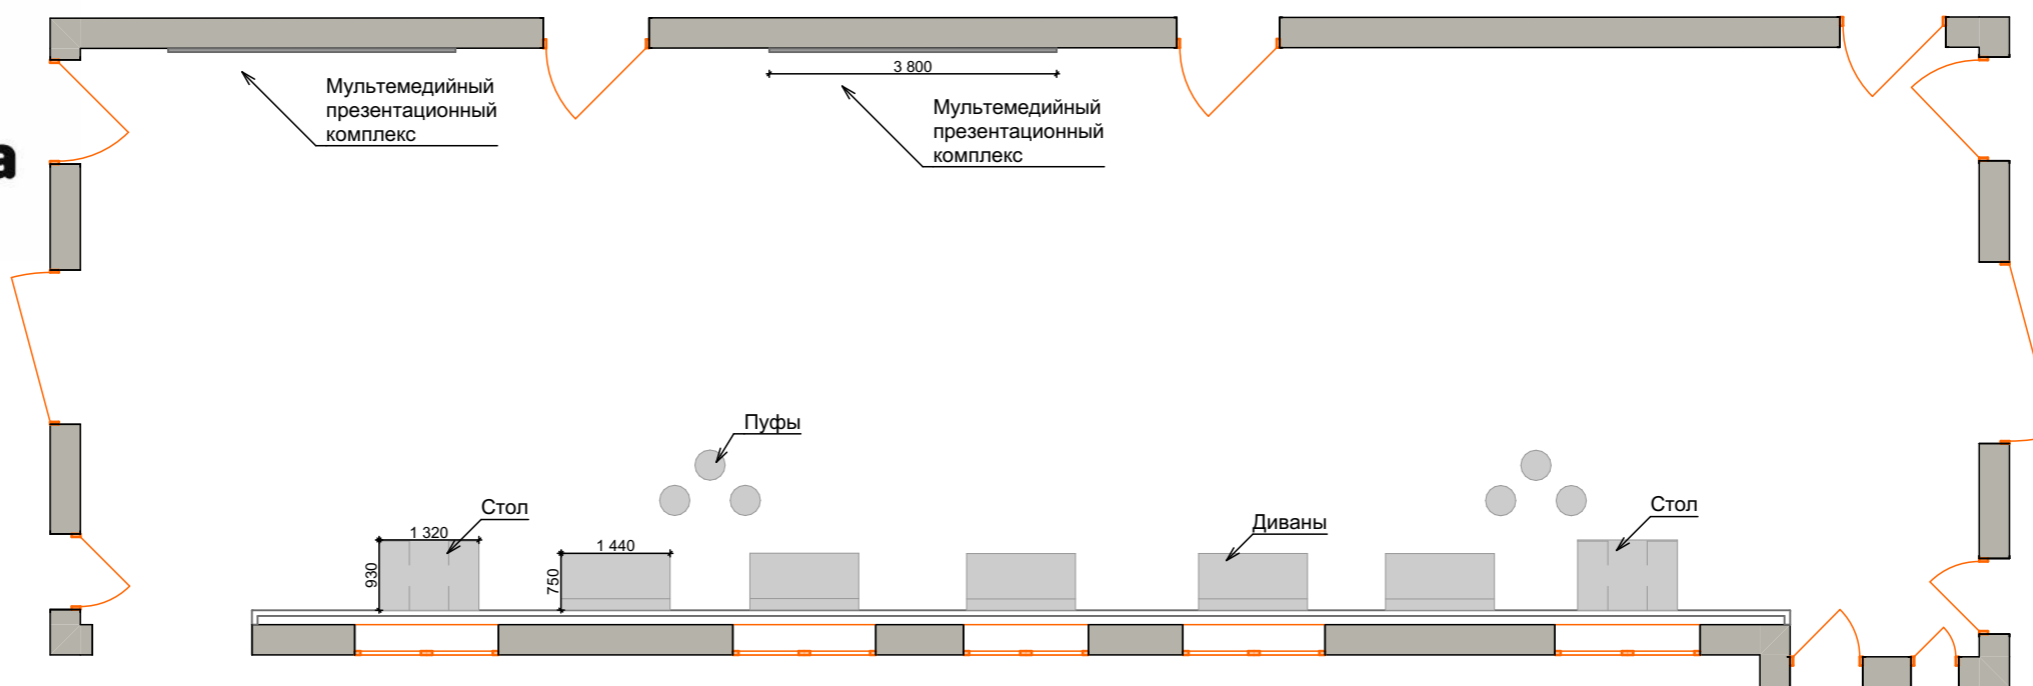 Мультемедийный
презентационный
комплекс
3 800
Мультемедийный
презентационный
комплекс
а
Пуфы
Стол
1 320
930
1 440
750
Диваны
Стол